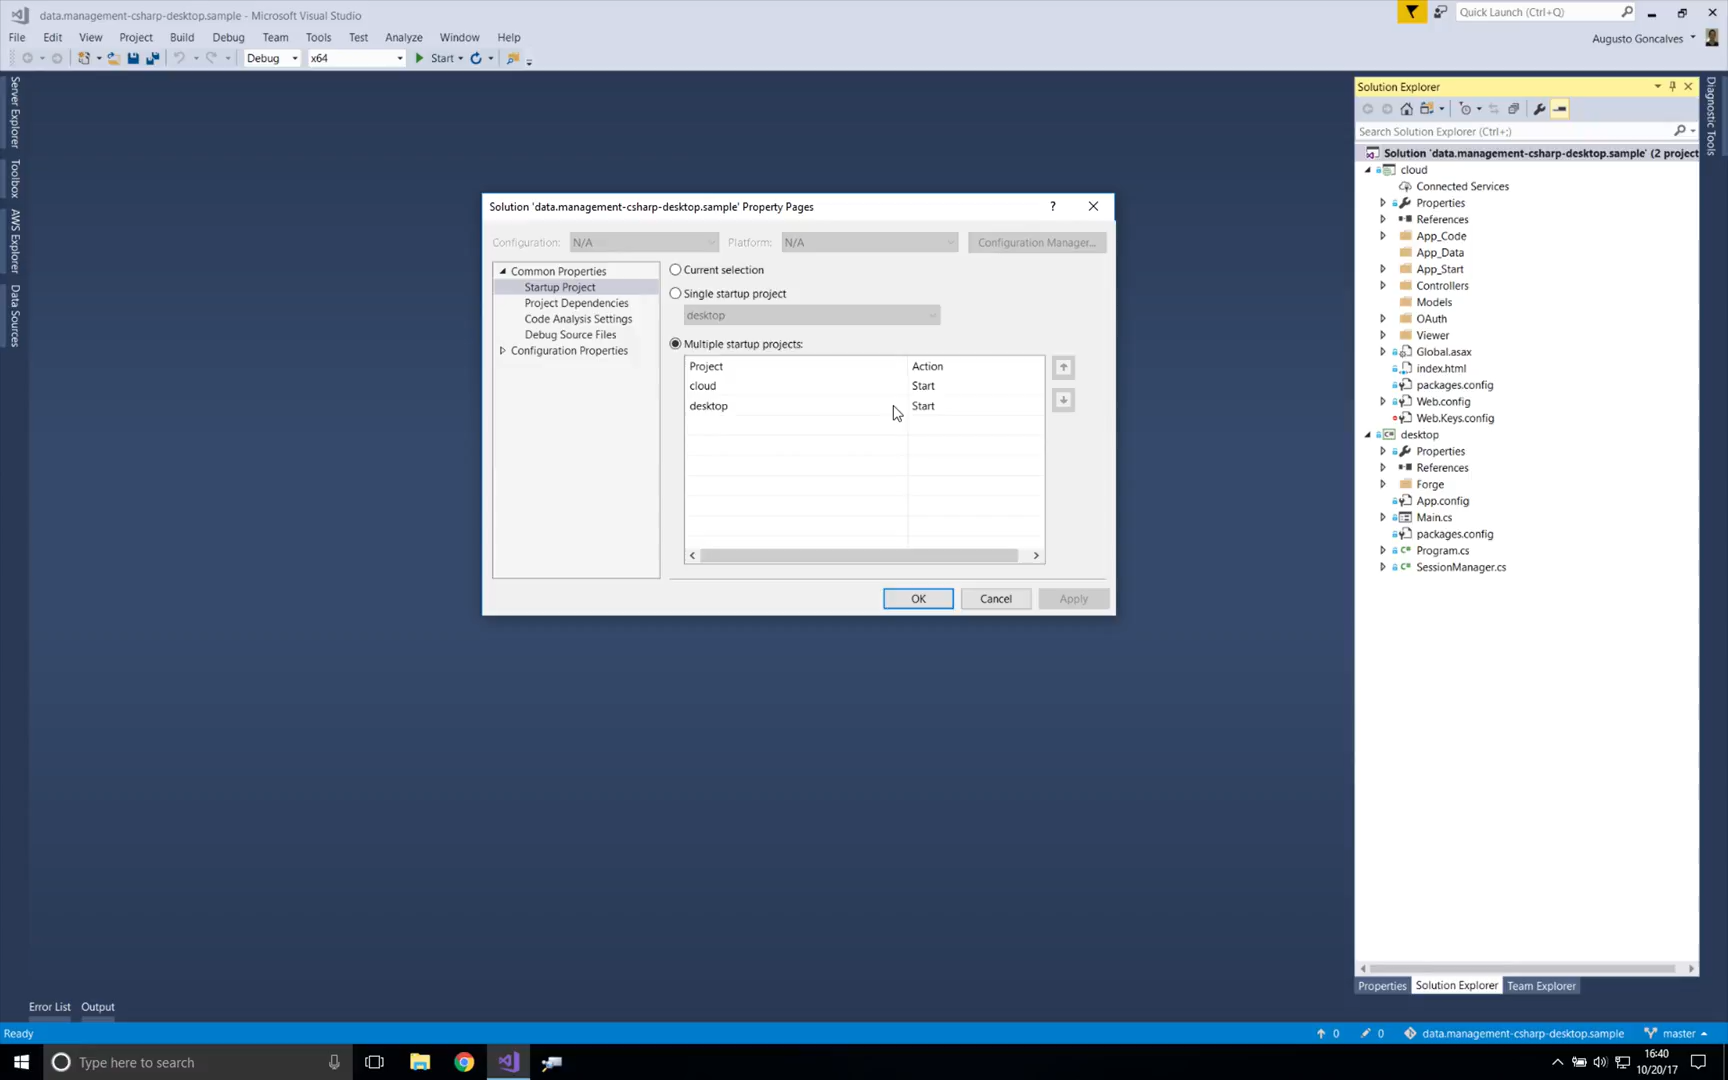 data.management-csharp-desktop.sample - Microsoft Visual Studio
Quick Launch (Ctrl+Q)
File Edit View Project Build Debug Team Tools Test Analyze Window Help
Augusto Goncalves
Debug x64 Start
Server Explorer
Toolbox
AWS Explorer
Data Sources
Solution 'data.management-csharp-desktop.sample' Property Pages
?
Configuration: N/A Platform: N/A Configuration Manager...
Common Properties
Startup Project
Project Dependencies
Code Analysis Settings
Debug Source Files
Configuration Properties
Current selection
Single startup project
desktop
Multiple startup projects:
Project Action
cloud Start
desktop Start
OK Cancel Apply
Solution Explorer
Search Solution Explorer (Ctrl+;)
Solution 'data.management-csharp-desktop.sample' (2 project
cloud
Connected Services
Properties
References
App_Code
App_Data
App_Start
Controllers
Models
OAuth
Viewer
Global.asax
index.html
packages.config
Web.config
Web.Keys.config
desktop
Properties
References
Forge
App.config
Main.cs
packages.config
Program.cs
SessionManager.cs
Properties Solution Explorer Team Explorer
Diagnostic Tools
Error List Output
Ready
0 0 data.management-csharp-desktop.sample master
Type here to search
16:40
10/20/17